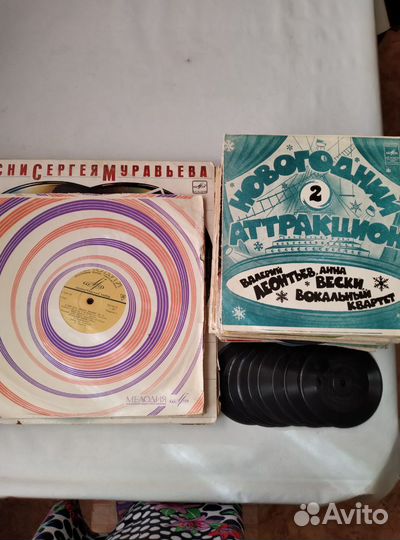 СНИ СЕРГЕЯ МУРАВЬЕВА
МЕЛОДИЯ
НОВОГОДНИЙ
2
АТТРАКЦИОН
ВАЛЕРИЙ
ЛЕОНТЬЕВ, АННА
ВЕСКИ,
ВОКАЛЬНЫЙ
КВАРТЕТ
Avito